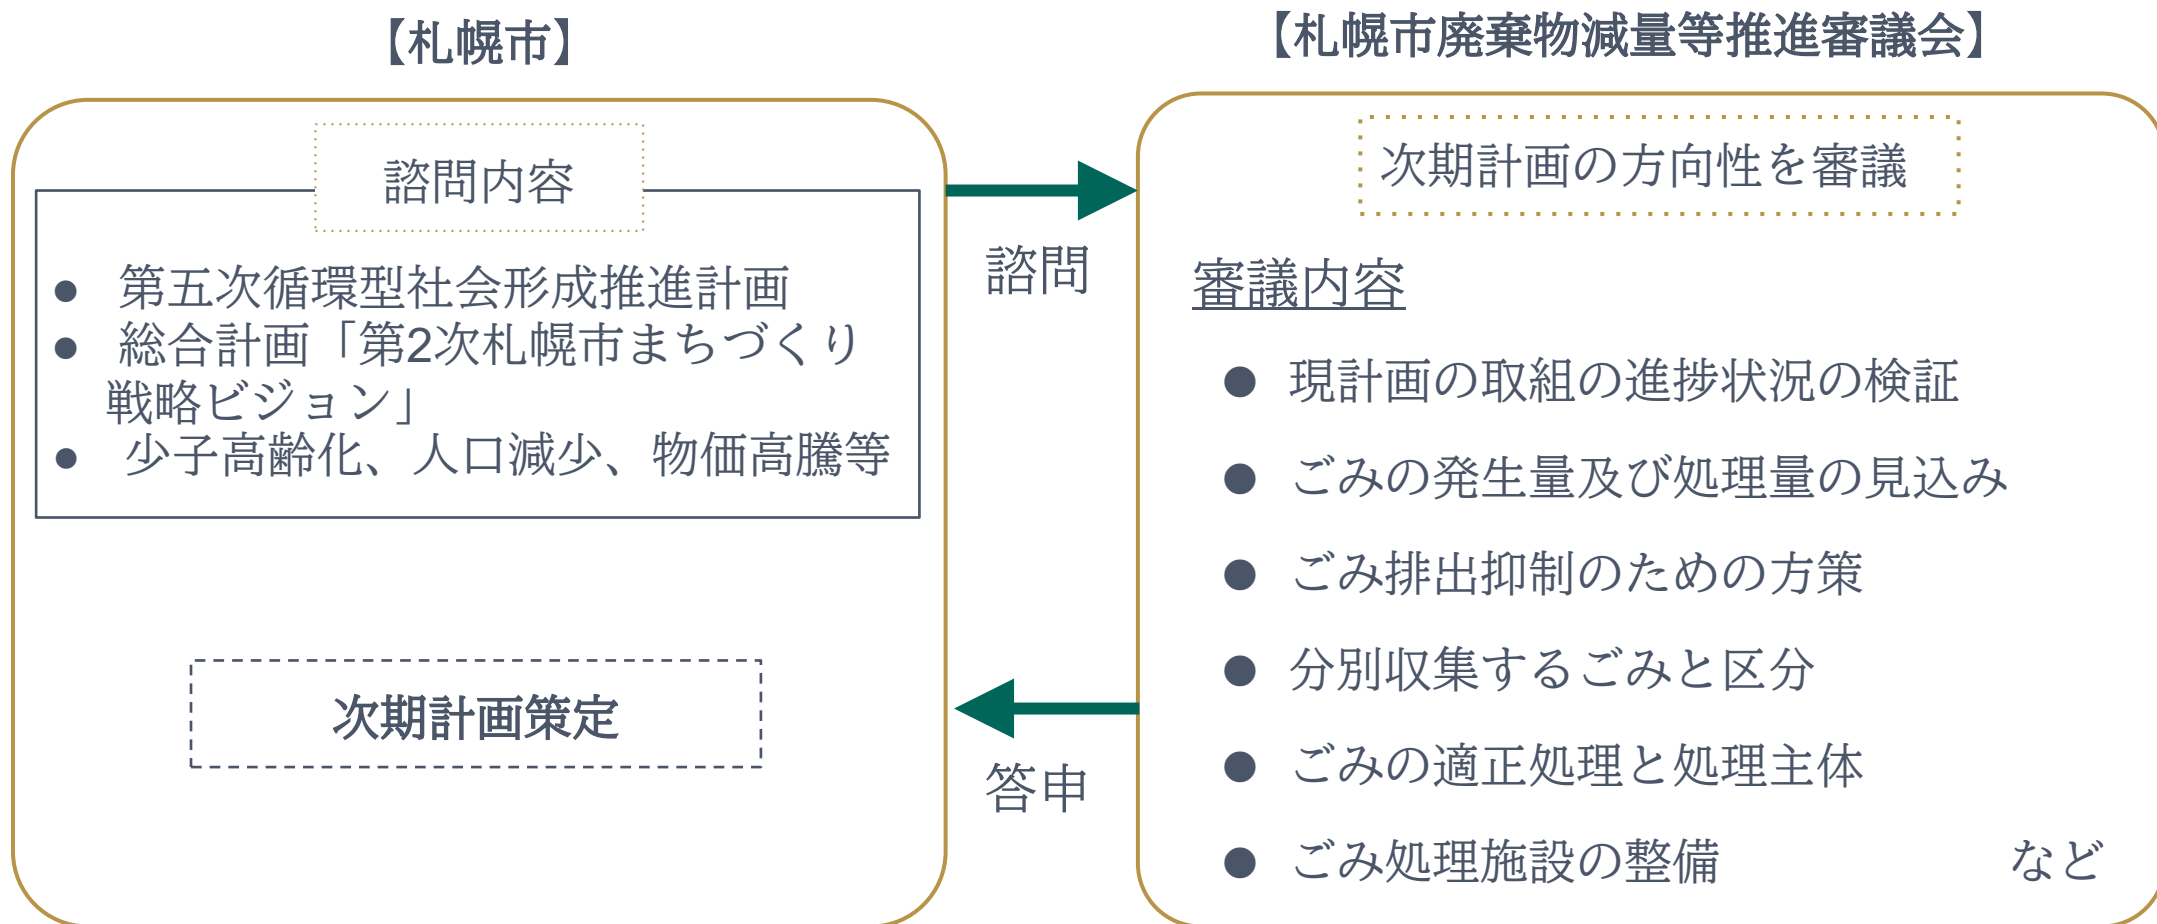 【札幌市】
諮問内容
● 第五次循環型社会形成推進計画
● 総合計画「第2次札幌市まちづくり
戦略ビジョン」
● 少子高齢化、人口減少、物価高騰等
次期計画策定
諮問
答申
【札幌市廃棄物減量等推進審議会】
次期計画の方向性を審議
審議内容
● 現計画の取組の進捗状況の検証
● ごみの発生量及び処理量の見込み
● ごみ排出抑制のための方策
● 分別収集するごみと区分
● ごみの適正処理と処理主体
● ごみ処理施設の整備 など